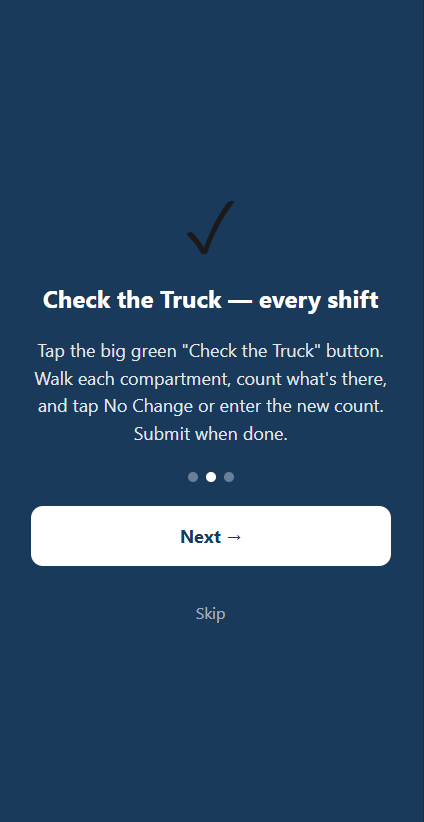 ✓
Check the Truck — every shift
Tap the big green "Check the Truck" button.
Walk each compartment, count what's there,
and tap No Change or enter the new count.
Submit when done.
Next →
Skip